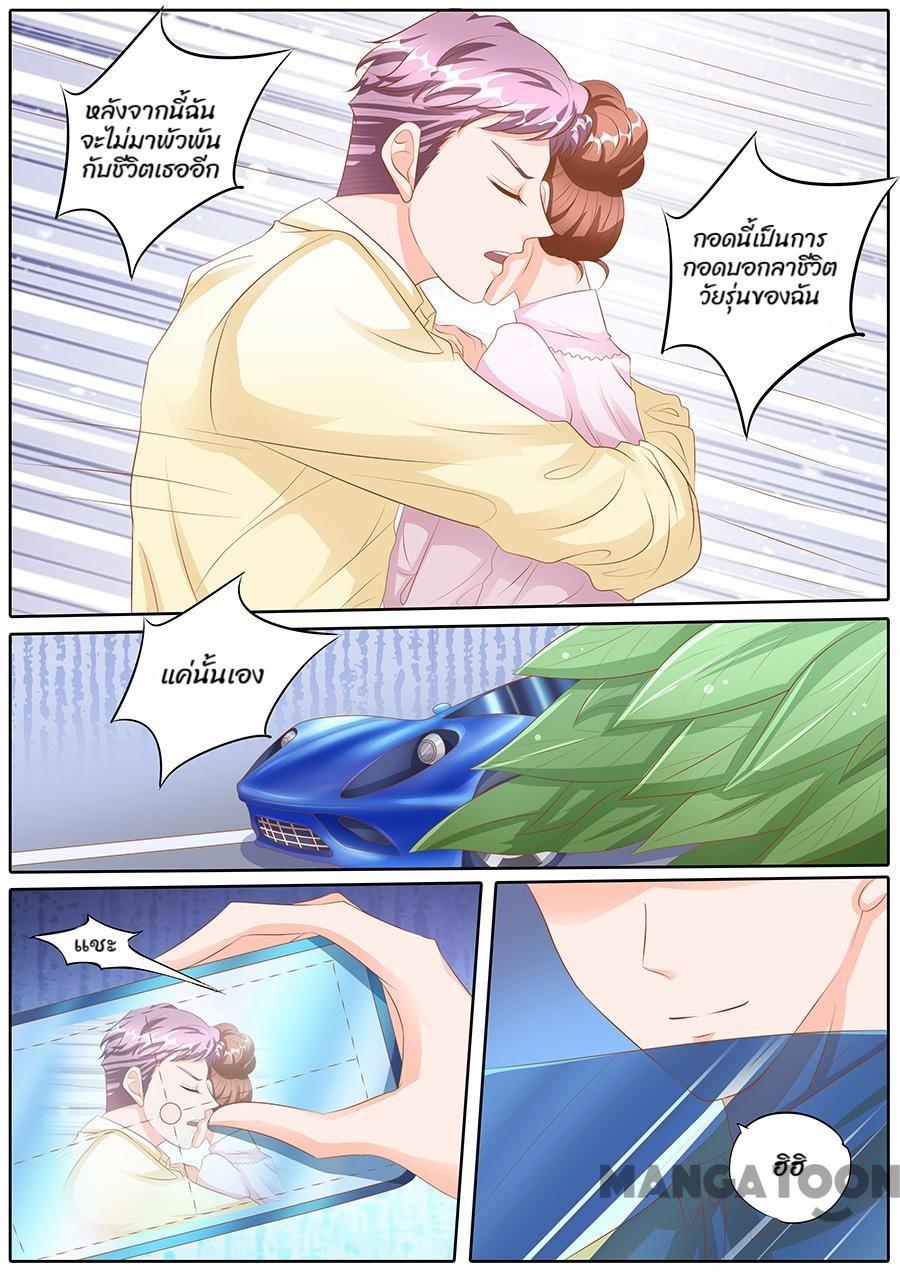 หลังจากนี้ฉัน
จะไม่มาพัวพัน
กับชีวิตเธออีก
กอดนี้เป็นการ
กอดบอกลาชีวิต
วัยรุ่นของฉัน
แค่นั้นเอง
แชะ
ฮิฮิ
MANGATOON